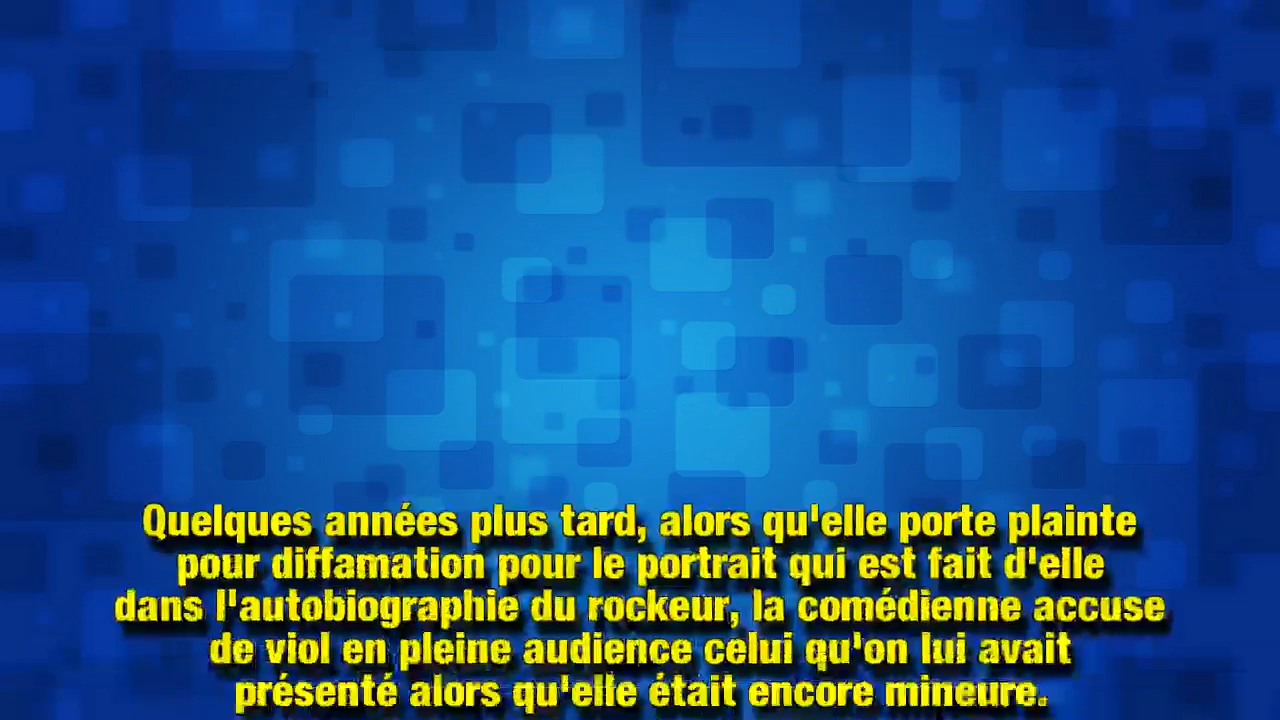 Quelques années plus tard, alors qu'elle porte plainte
pour diffamation pour le portrait qui est fait d'elle
dans l'autobiographie du rockeur, la comédienne accuse
de viol en pleine audience celui qu'on lui avait
présenté alors qu'elle était encore mineure.